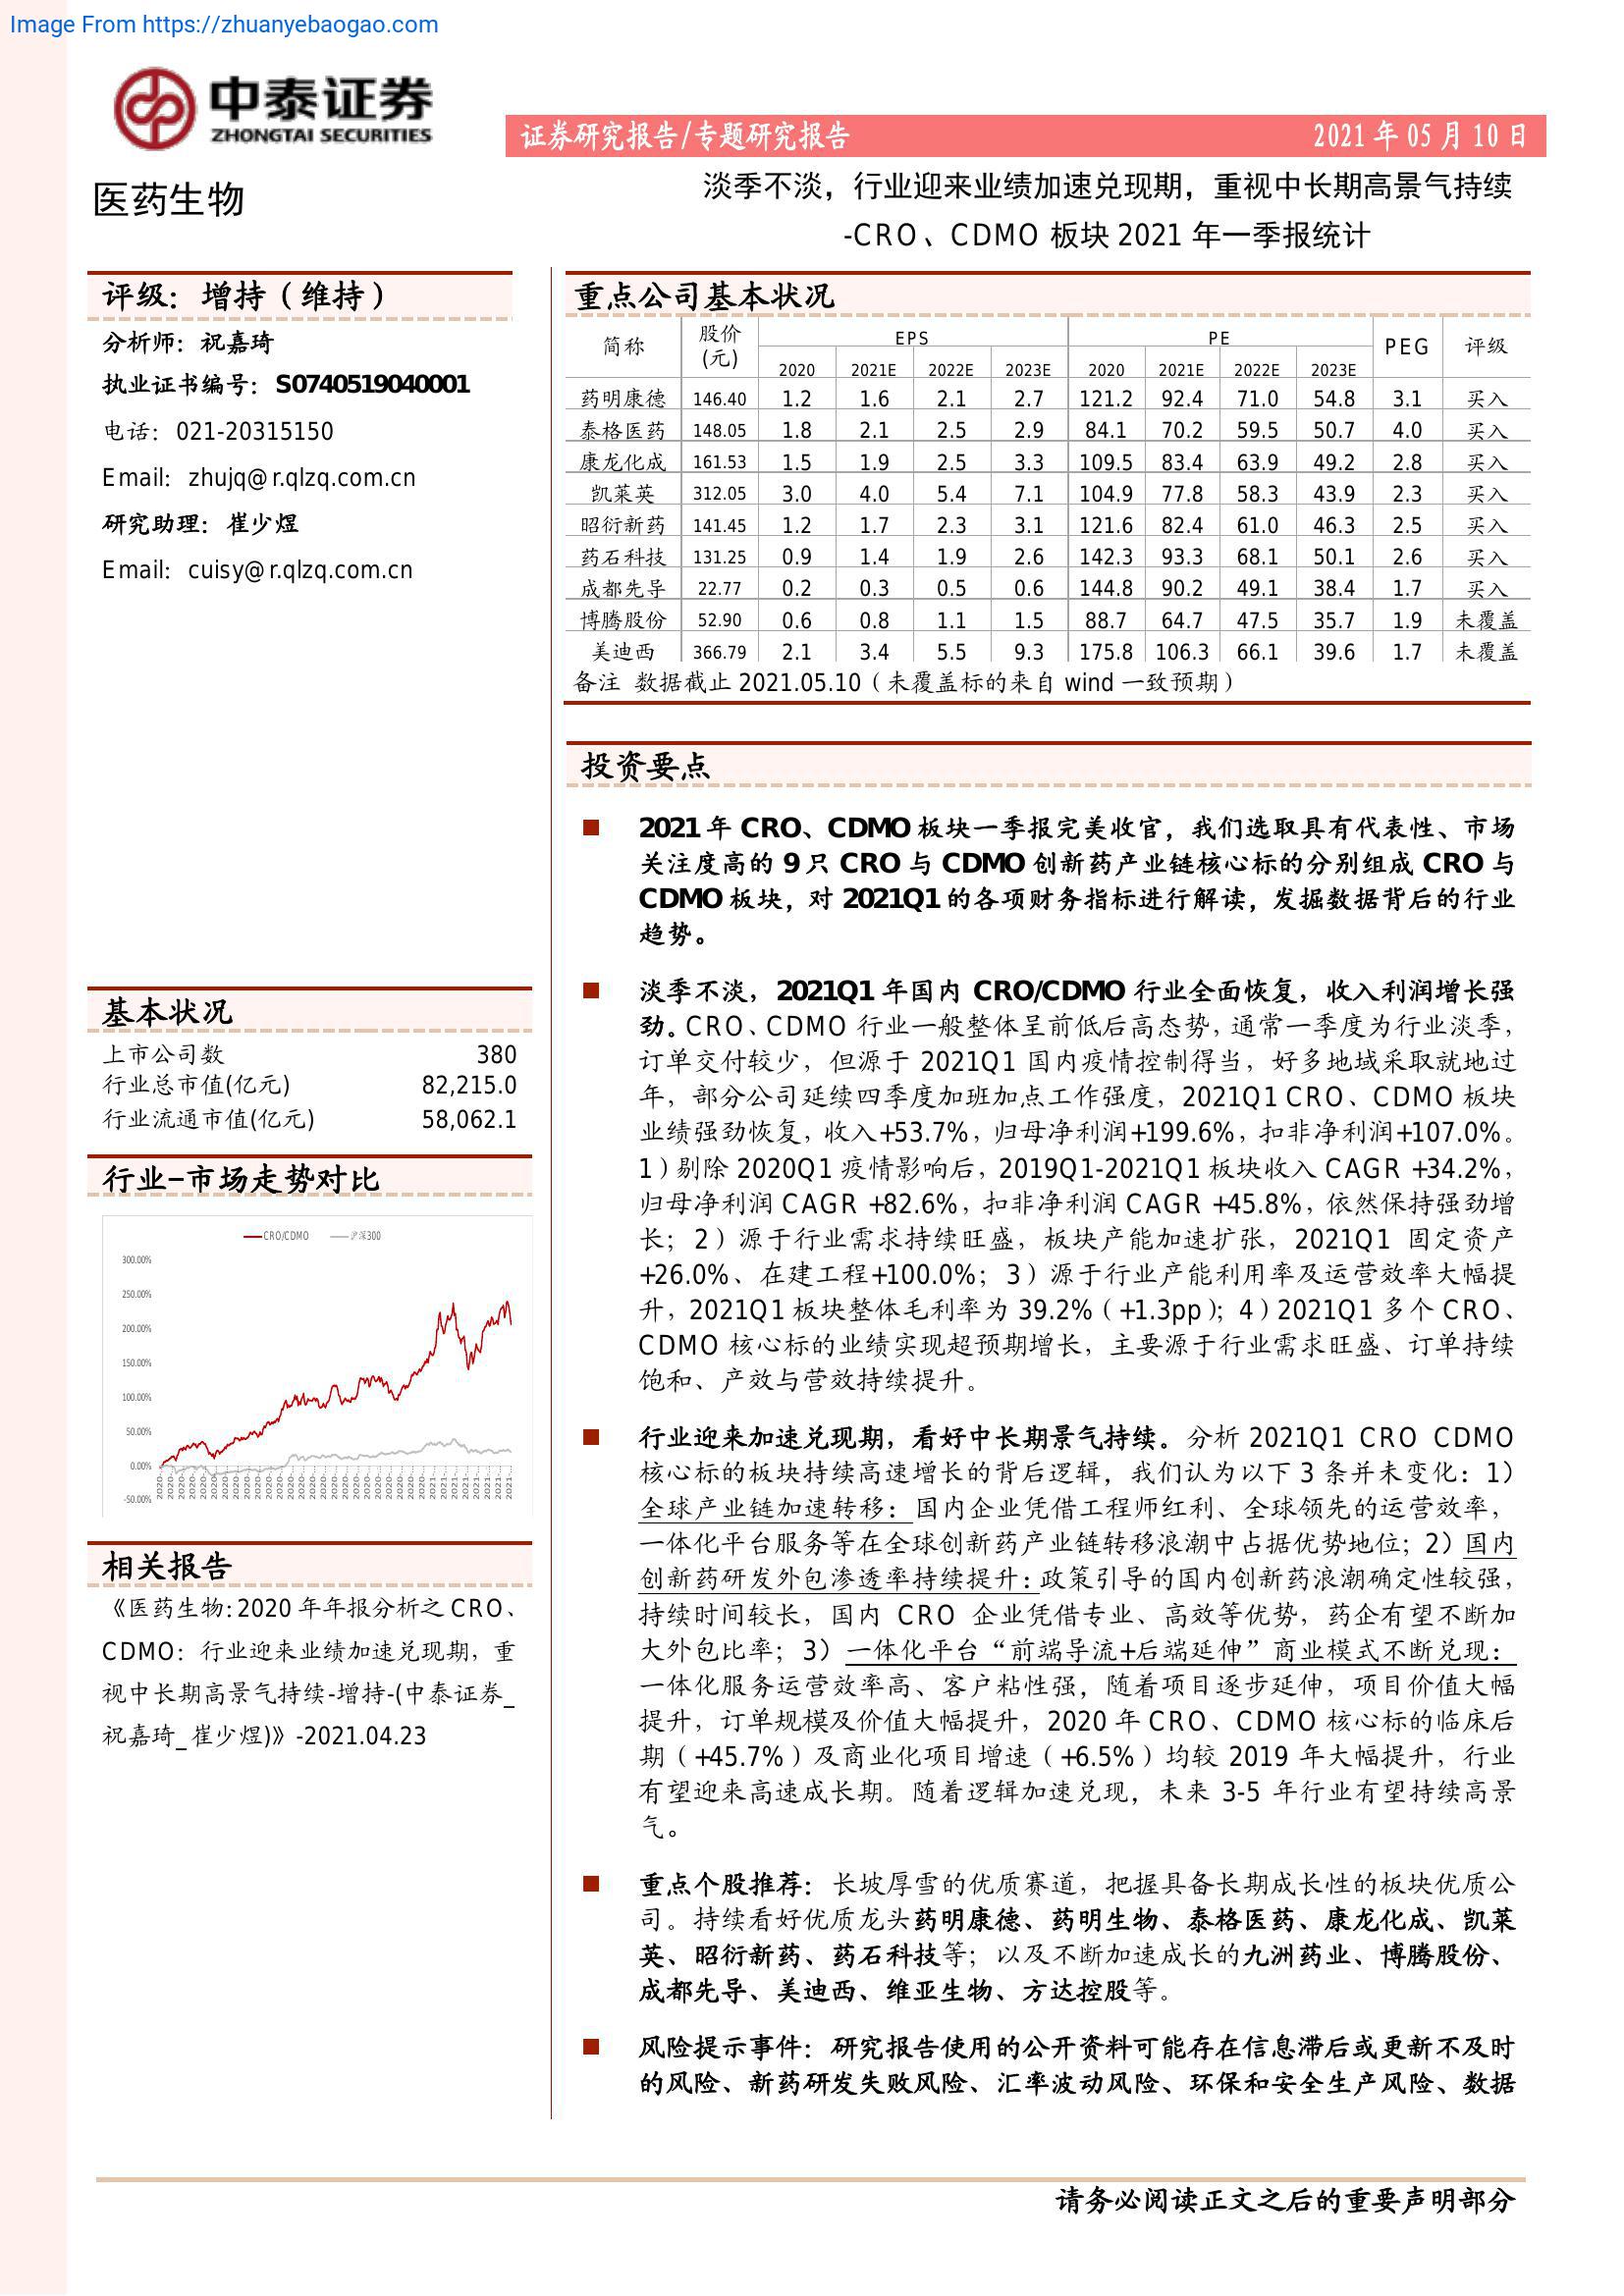 Image From https://zhuanyebaogao.com
中泰证券
ZHONGTAI SECURITIES
证券研究报告/专题研究报告 2021 年 05 月 10 日
医药生物
淡季不淡，行业迎来业绩加速兑现期，重视中长期高景气持续
-CRO、CDMO 板块 2021 年一季报统计
评级：增持（维持）
分析师：祝嘉琦
执业证书编号：S0740519040001
电话：021-20315150
Email：zhujq@r.qlzq.com.cn
研究助理：崔少煜
Email：cuisy@r.qlzq.com.cn
基本状况
上市公司数 380
行业总市值(亿元) 82,215.0
行业流通市值(亿元) 58,062.1
行业-市场走势对比
CRO/CDMO 沪深300
300.00%
250.00%
200.00%
150.00%
100.00%
50.00%
0.00%
-50.00%
相关报告
《医药生物:2020 年年报分析之 CRO、
CDMO：行业迎来业绩加速兑现期，重
视中长期高景气持续-增持-(中泰证券_
祝嘉琦_崔少煜)》-2021.04.23
重点公司基本状况
简称 股价(元) EPS PE PEG 评级
2020 2021E 2022E 2023E 2020 2021E 2022E 2023E
药明康德 146.40 1.2 1.6 2.1 2.7 121.2 92.4 71.0 54.8 3.1 买入
泰格医药 148.05 1.8 2.1 2.5 2.9 84.1 70.2 59.5 50.7 4.0 买入
康龙化成 161.53 1.5 1.9 2.5 3.3 109.5 83.4 63.9 49.2 2.8 买入
凯莱英 312.05 3.0 4.0 5.4 7.1 104.9 77.8 58.3 43.9 2.3 买入
昭衍新药 141.45 1.2 1.7 2.3 3.1 121.6 82.4 61.0 46.3 2.5 买入
药石科技 131.25 0.9 1.4 1.9 2.6 142.3 93.3 68.1 50.1 2.6 买入
成都先导 22.77 0.2 0.3 0.5 0.6 144.8 90.2 49.1 38.4 1.7 买入
博腾股份 52.90 0.6 0.8 1.1 1.5 88.7 64.7 47.5 35.7 1.9 未覆盖
美迪西 366.79 2.1 3.4 5.5 9.3 175.8 106.3 66.1 39.6 1.7 未覆盖
备注 数据截止 2021.05.10（未覆盖标的来自 wind 一致预期）
投资要点
■ 2021 年 CRO、CDMO 板块一季报完美收官，我们选取具有代表性、市场
关注度高的 9 只 CRO 与 CDMO 创新药产业链核心标的分别组成 CRO 与
CDMO 板块，对 2021Q1 的各项财务指标进行解读，发掘数据背后的行业
趋势。
■ 淡季不淡，2021Q1 年国内 CRO/CDMO 行业全面恢复，收入利润增长强
劲。CRO、CDMO 行业一般整体呈前低后高态势，通常一季度为行业淡季，
订单交付较少，但源于 2021Q1 国内疫情控制得当，好多地域采取就地过
年，部分公司延续四季度加班加点工作强度，2021Q1 CRO、CDMO 板块
业绩强劲恢复，收入+53.7%，归母净利润+199.6%，扣非净利润+107.0%。
1）剔除 2020Q1 疫情影响后，2019Q1-2021Q1 板块收入 CAGR +34.2%，
归母净利润 CAGR +82.6%，扣非净利润 CAGR +45.8%，依然保持强劲增
长；2）源于行业需求持续旺盛，板块产能加速扩张，2021Q1 固定资产
+26.0%、在建工程+100.0%；3）源于行业产能利用率及运营效率大幅提
升，2021Q1 板块整体毛利率为 39.2%（+1.3pp）；4）2021Q1 多个 CRO、
CDMO 核心标的业绩实现超预期增长，主要源于行业需求旺盛、订单持续
饱和、产效与营效持续提升。
■ 行业迎来加速兑现期，看好中长期景气持续。分析 2021Q1 CRO CDMO
核心标的板块持续高速增长的背后逻辑，我们认为以下 3 条并未变化：1）
全球产业链加速转移：国内企业凭借工程师红利、全球领先的运营效率，
一体化平台服务等在全球创新药产业链转移浪潮中占据优势地位；2）国内
创新药研发外包渗透率持续提升：政策引导的国内创新药浪潮确定性较强，
持续时间较长，国内 CRO 企业凭借专业、高效等优势，药企有望不断加
大外包比率；3）一体化平台“前端导流+后端延伸”商业模式不断兑现：
一体化服务运营效率高、客户粘性强，随着项目逐步延伸，项目价值大幅
提升，订单规模及价值大幅提升，2020 年 CRO、CDMO 核心标的临床后
期（+45.7%）及商业化项目增速（+6.5%）均较 2019 年大幅提升，行业
有望迎来高速成长期。随着逻辑加速兑现，未来 3-5 年行业有望持续高景
气。
■ 重点个股推荐：长坡厚雪的优质赛道，把握具备长期成长性的板块优质公
司。持续看好优质龙头药明康德、药明生物、泰格医药、康龙化成、凯莱
英、昭衍新药、药石科技等；以及不断加速成长的九洲药业、博腾股份、
成都先导、美迪西、维亚生物、方达控股等。
■ 风险提示事件：研究报告使用的公开资料可能存在信息滞后或更新不及时
的风险、新药研发失败风险、汇率波动风险、环保和安全生产风险、数据
请务必阅读正文之后的重要声明部分